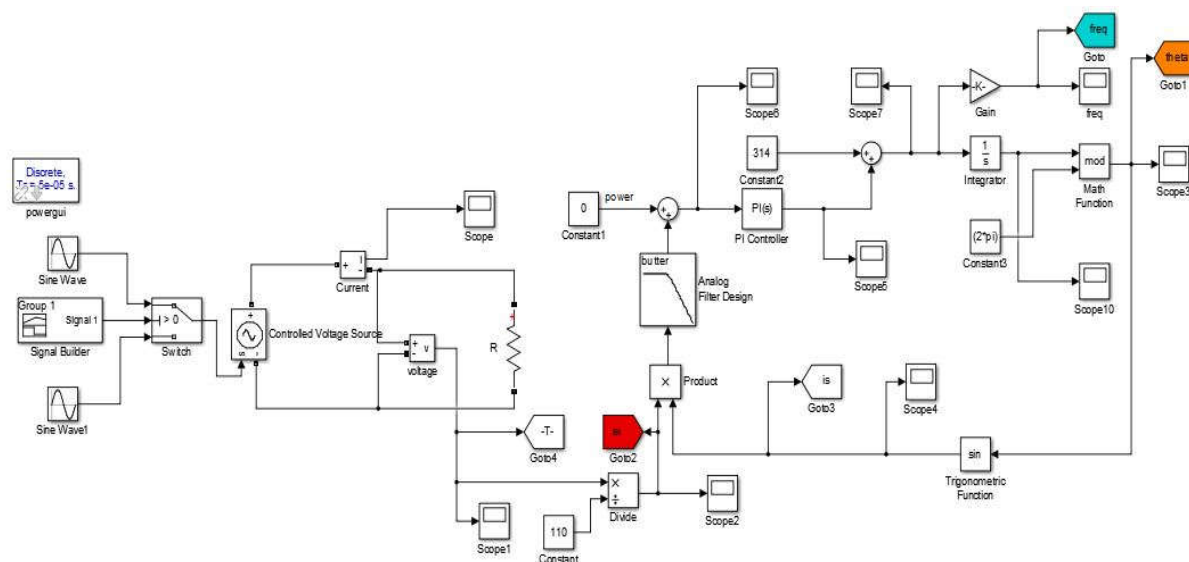 freq
Goto
theta
Goto1
Scope6
Scope7
-K-
Gain
freq
314
Constant2
1
s
Integrator
mod
Math
Function
Scope3
Discrete,
powergui
0
power
Constant1
PI(s)
PI Controller
(2*pi)
Constant3
Scope
Sine Wave
I
+
-
Current
butter
Analog
Filter Design
Scope5
Scope10
Group 1
Signal 1
Signal Builder
> 0
Switch
+
s
-
Controlled Voltage Source
+
-
v
voltage
+
R
Sine Wave1
×
Product
is
Goto3
Scope4
-T-
Goto4
Goto2
sin
Trigonometric
Function
×
÷
Divide
Scope2
Scope1
110
Constant